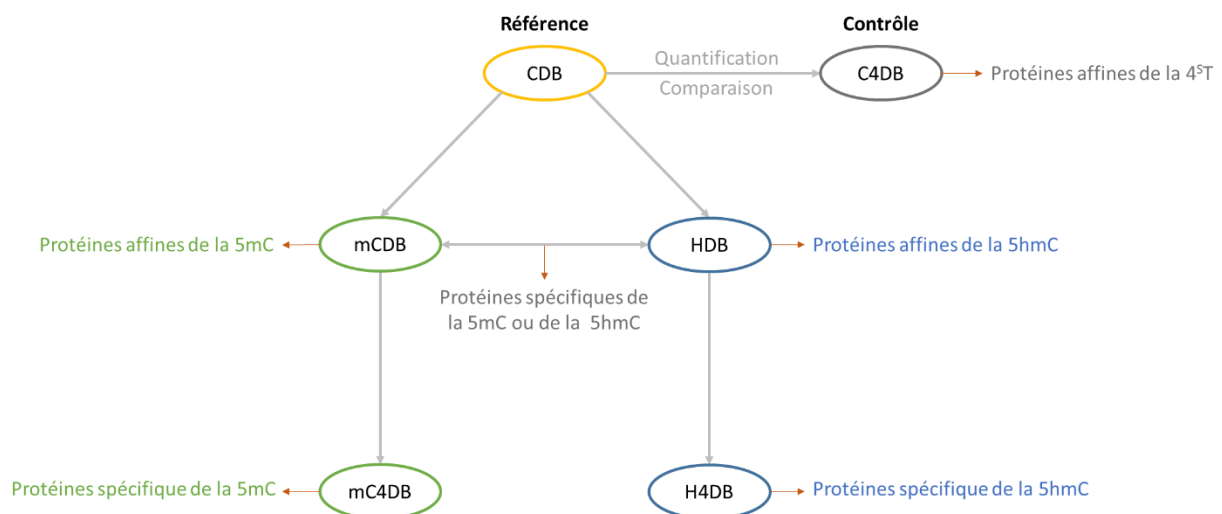 Référence
Contrôle
CDB
Quantification
Comparaison
C4DB
Protéines affines de la 4ST
Protéines affines de la 5mC
mCDB
HDB
Protéines affines de la 5hmC
Protéines spécifiques de
la 5mC ou de la 5hmC
Protéines spécifique de la 5mC
mC4DB
H4DB
Protéines spécifique de la 5hmC